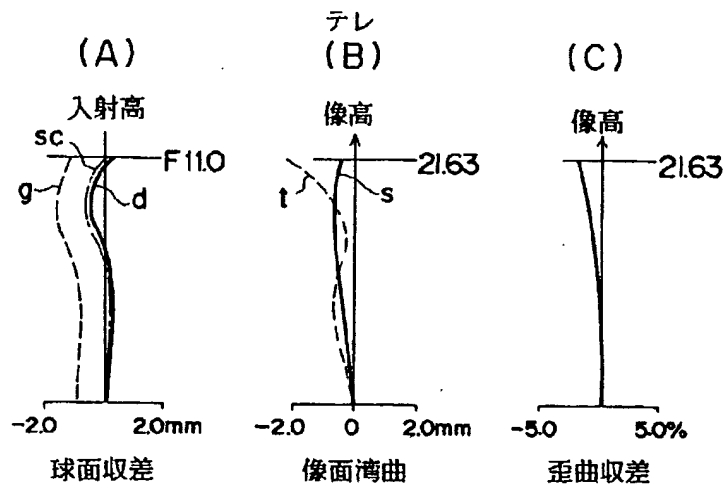 テレ
(A) (B) (C)
入射高 像高 像高
sc F11.0 21.63 21.63
g d t s
-2.0 2.0mm -2.0 0 2.0mm -5.0 5.0%
球面収差 像面湾曲 歪曲収差